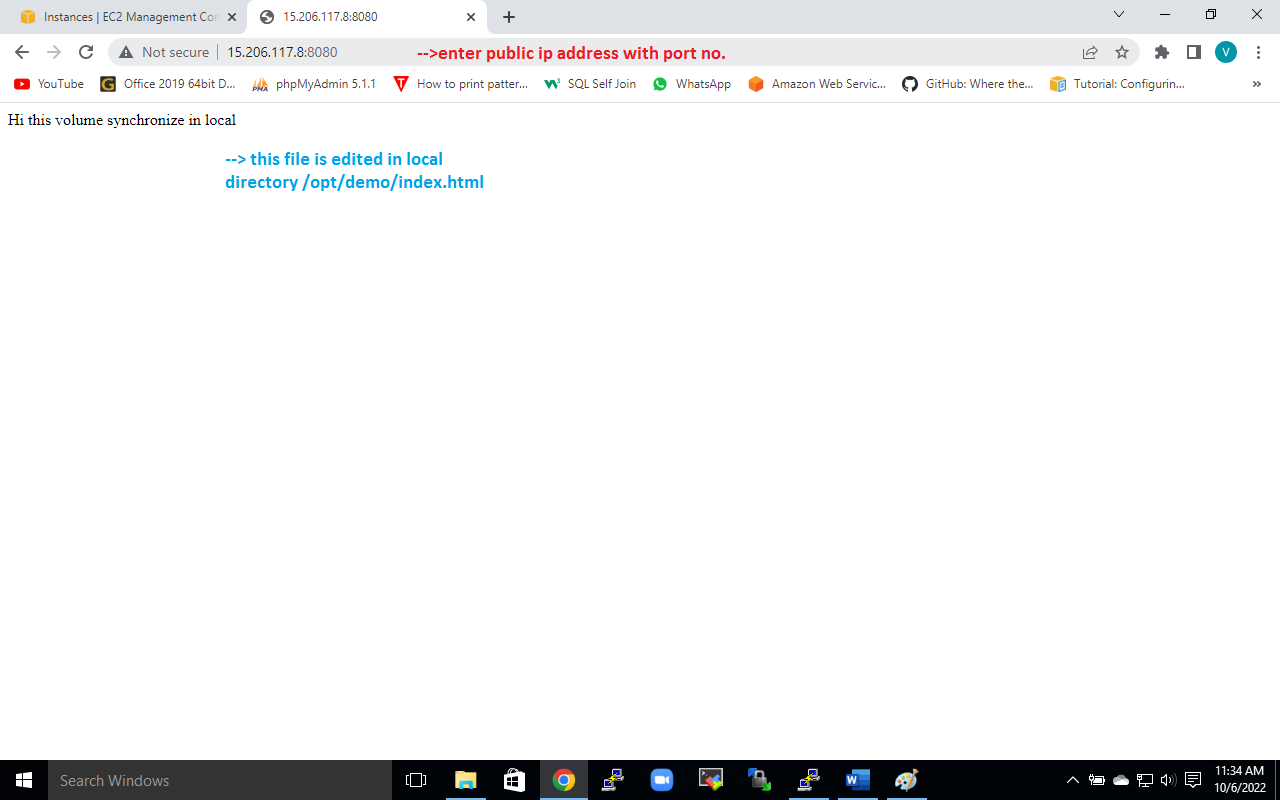 Instances | EC2 Management Con
15.206.117.8:8080
Not secure
15.206.117.8:8080
-->enter public ip address with port no.
V
YouTube
Office 2019 64bit D...
PMA
phpMyAdmin 5.1.1
How to print patter...
SQL Self Join
WhatsApp
Amazon Web Servic...
GitHub: Where the...
Tutorial: Configurin...
»
Hi this volume synchronize in local
--> this file is edited in local
directory /opt/demo/index.html
Search Windows
11:34 AM
10/6/2022